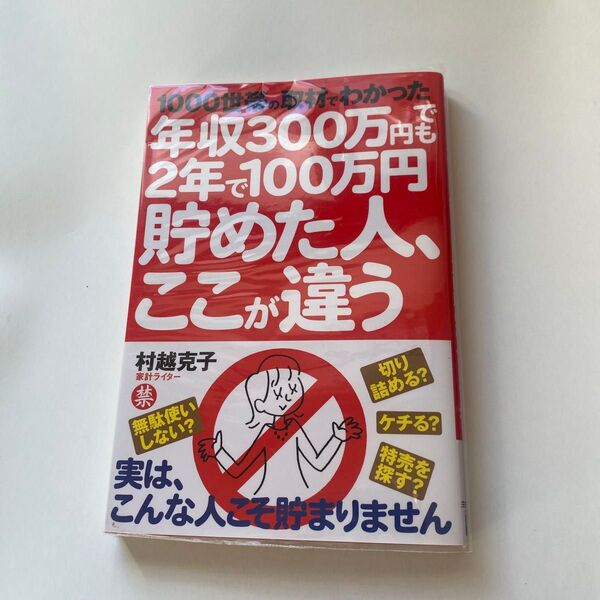 1000世帯の取材でわかった
年収300万円でも
2年で100万円
貯めた人、
ここが違う
村越克子
家計ライター
禁
無駄使い
しない?
切り
詰める?
ケチる?
特売を
探す?
実は、
こんな人こそ貯まりません